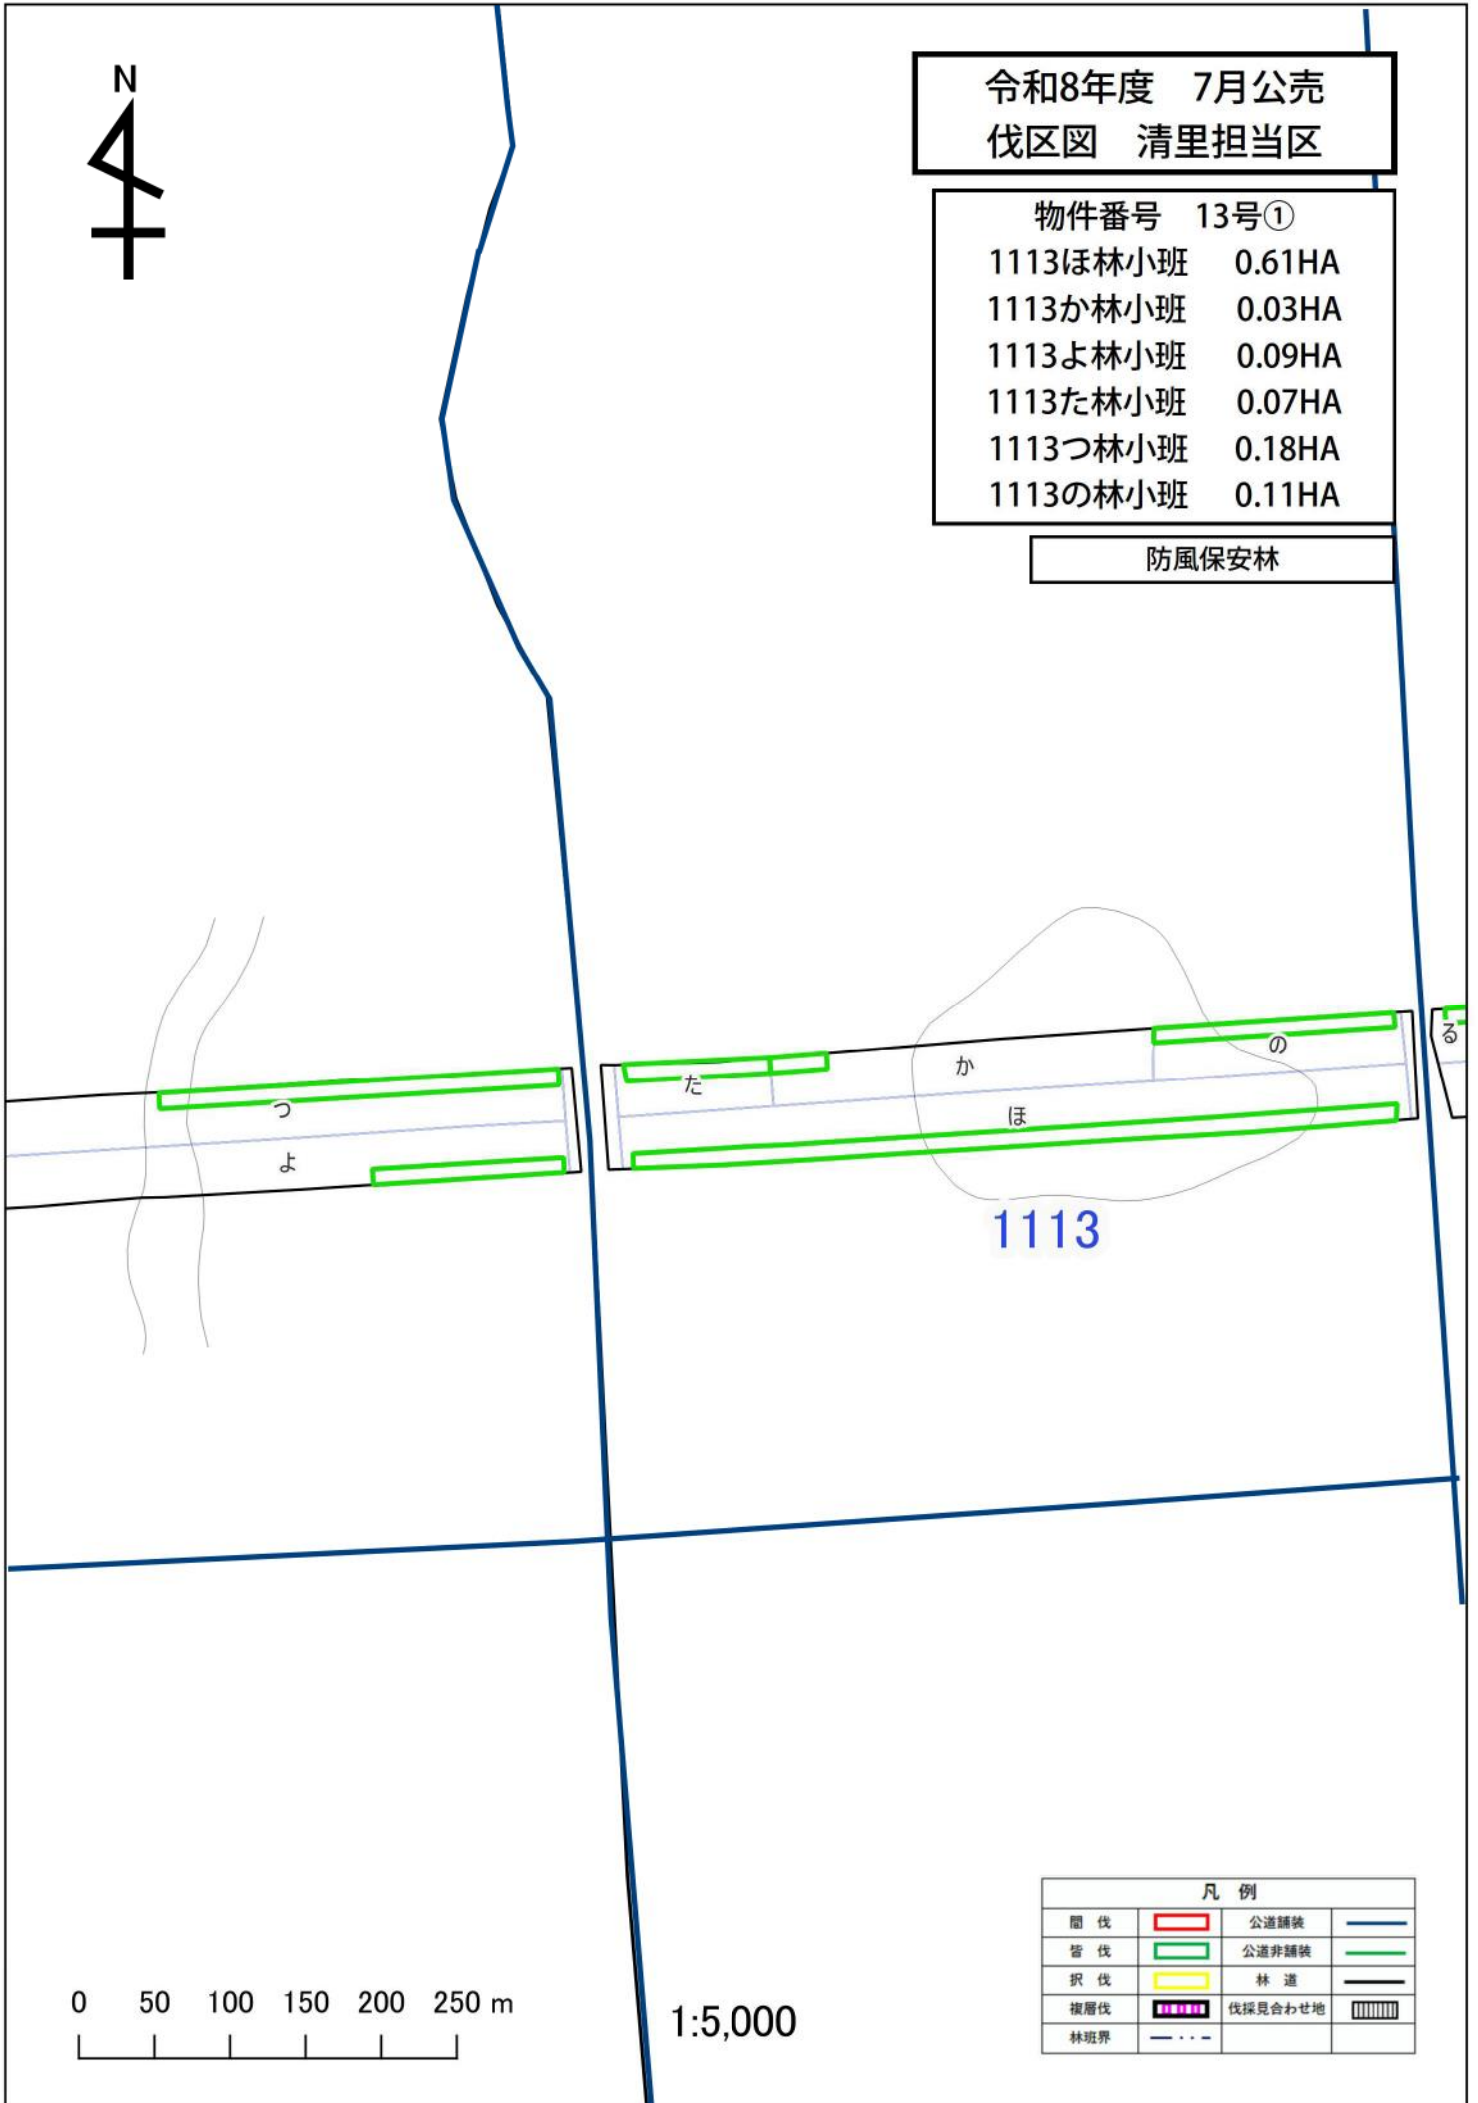 N
令和8年度 7月公売
伐区図 清里担当区
物件番号 13号①
1113ほ林小班 0.61HA
1113か林小班 0.03HA
1113よ林小班 0.09HA
1113た林小班 0.07HA
1113つ林小班 0.18HA
1113の林小班 0.11HA
防風保安林
る
の
か
た
つ
ほ
よ
1113
凡 例
間 伐 公道舗装
皆 伐 公道非舗装
択 伐 林 道
複層伐 伐採見合わせ地
林班界
0 50 100 150 200 250 m
1:5,000